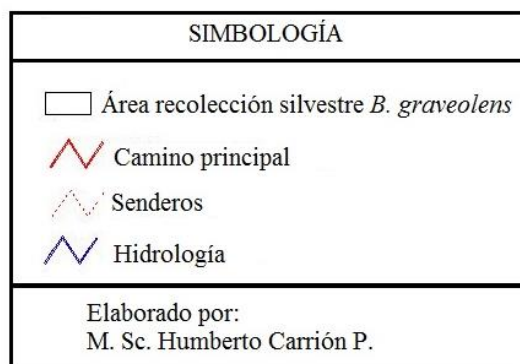 SIMBOLOGÍA
Área recolección silvestre B. graveolens
Camino principal
Senderos
Hidrología
Elaborado por:
M. Sc. Humberto Carrión P.